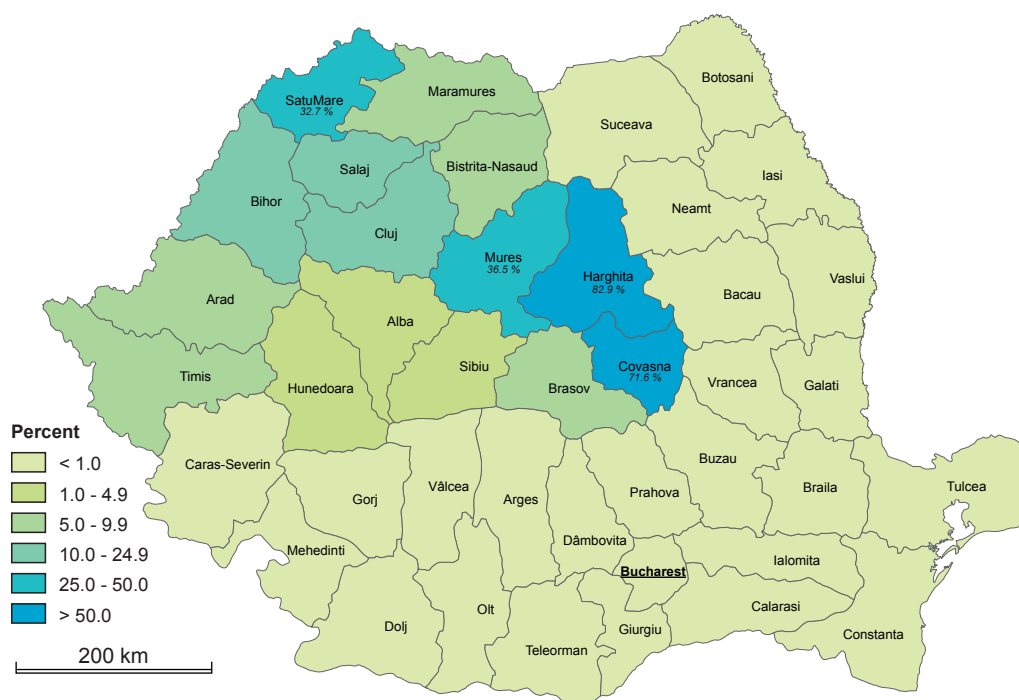 Botosani
SatuMare
32.7 %
Maramures
Suceava
Salaj
Bistrita-Nasaud
Iasi
Bihor
Neamt
Cluj
Mures
36.5 %
Harghita
82.9 %
Vaslui
Bacau
Arad
Alba
Sibiu
Covasna
71.6 %
Timis
Hunedoara
Brasov
Vrancea
Galati
Percent
< 1.0
1.0 - 4.9
5.0 - 9.9
10.0 - 24.9
25.0 - 50.0
> 50.0
200 km
Caras-Severin
Gorj
Vâlcea
Arges
Prahova
Buzau
Braila
Tulcea
Mehedinti
Dâmbovita
Bucharest
Ialomita
Dolj
Olt
Teleorman
Giurgiu
Calarasi
Constanta